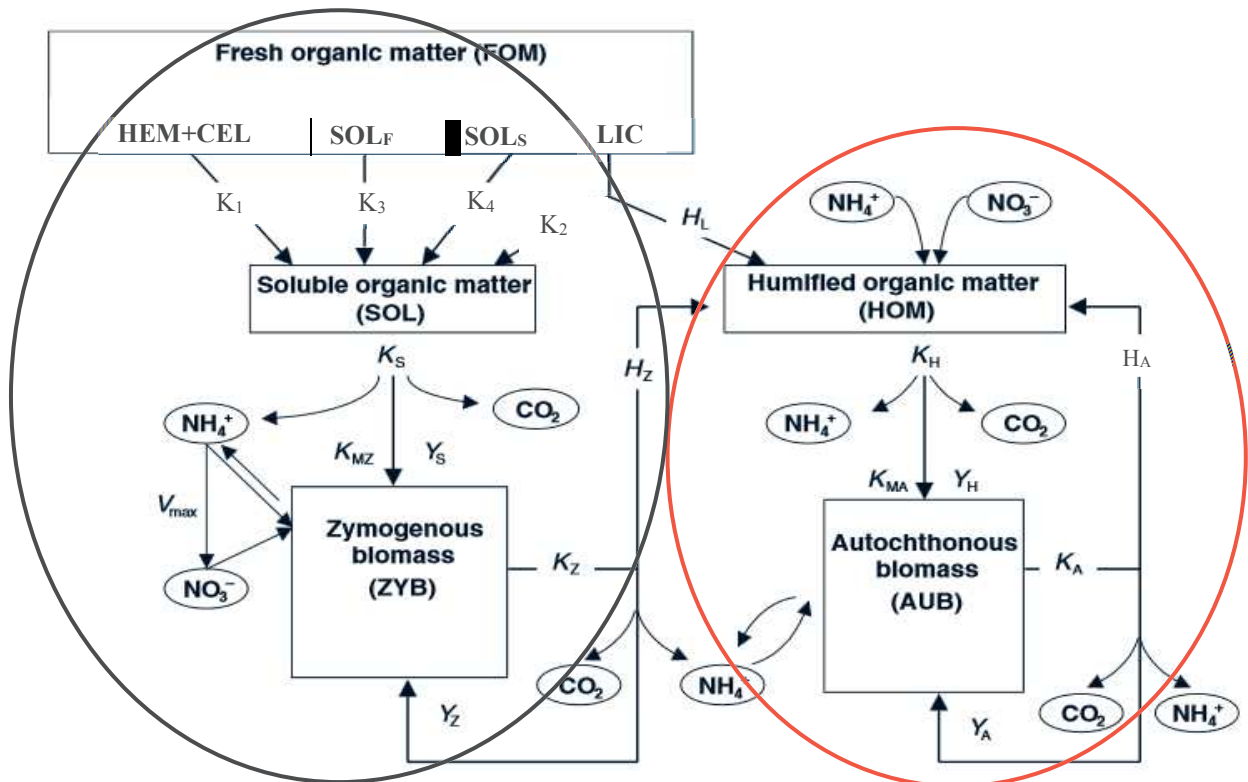 Fresh organic matter (FOM)
HEM+CEL SOLF SOLS LIC
K1 K3 K4 K2
HL
NH4+ NO3−
Soluble organic matter
(SOL)
Humified organic matter
(HOM)
KS
HZ
KH
HA
NH4+ CO2
NH4+ CO2
KMZ YS
KMA YH
Vmax
Zymogenous
biomass
(ZYB)
KZ
Autochthonous
biomass
(AUB)
KA
NO3−
CO2 NH4+
CO2 NH4+
YZ
YA